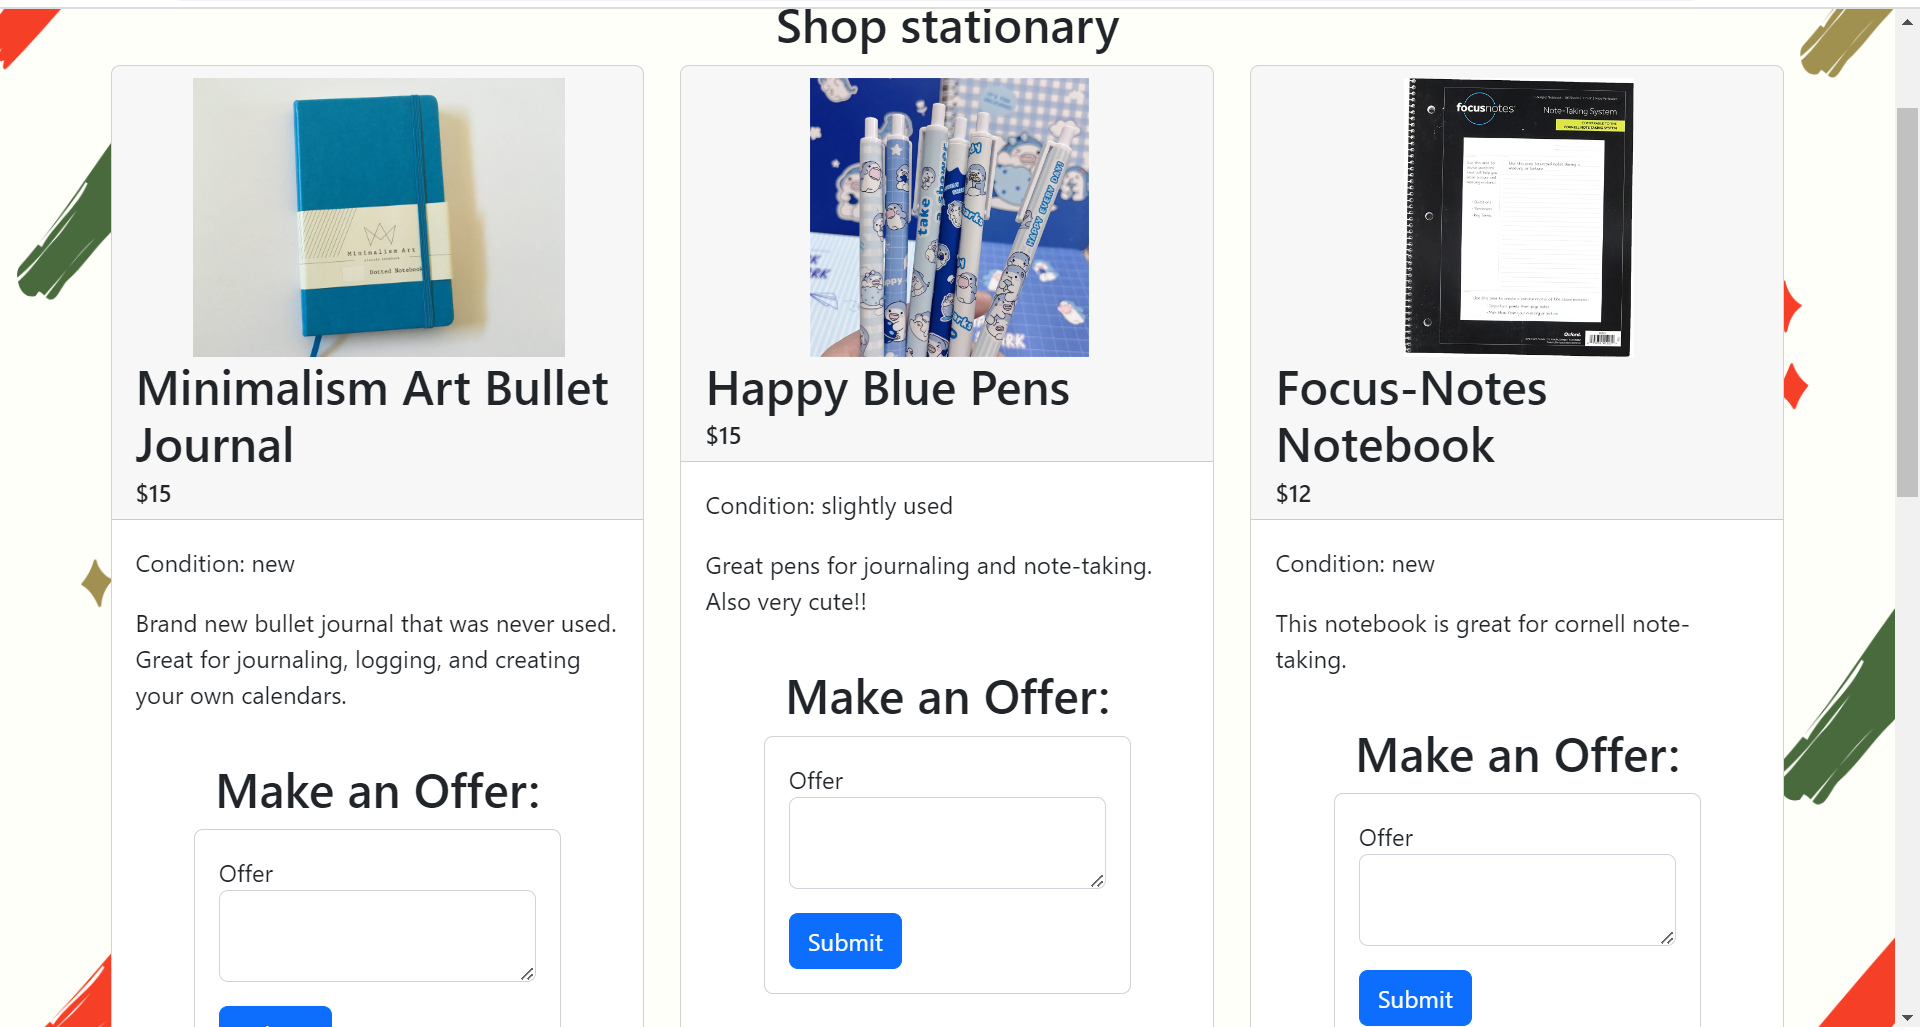 Shop stationary
Minimalism Art
Dotted Notebook
Minimalism Art Bullet
Journal
$15
Condition: new
Brand new bullet journal that was never used.
Great for journaling, logging, and creating
your own calendars.
Make an Offer:
Offer
take a shower
HAPPY EVERY DAY!
Happy Blue Pens
$15
Condition: slightly used
Great pens for journaling and note-taking.
Also very cute!!
Make an Offer:
Offer
Submit
focusnotes
Note-Taking System
Oxford
Focus-Notes
Notebook
$12
Condition: new
This notebook is great for cornell note-
taking.
Make an Offer:
Offer
Submit